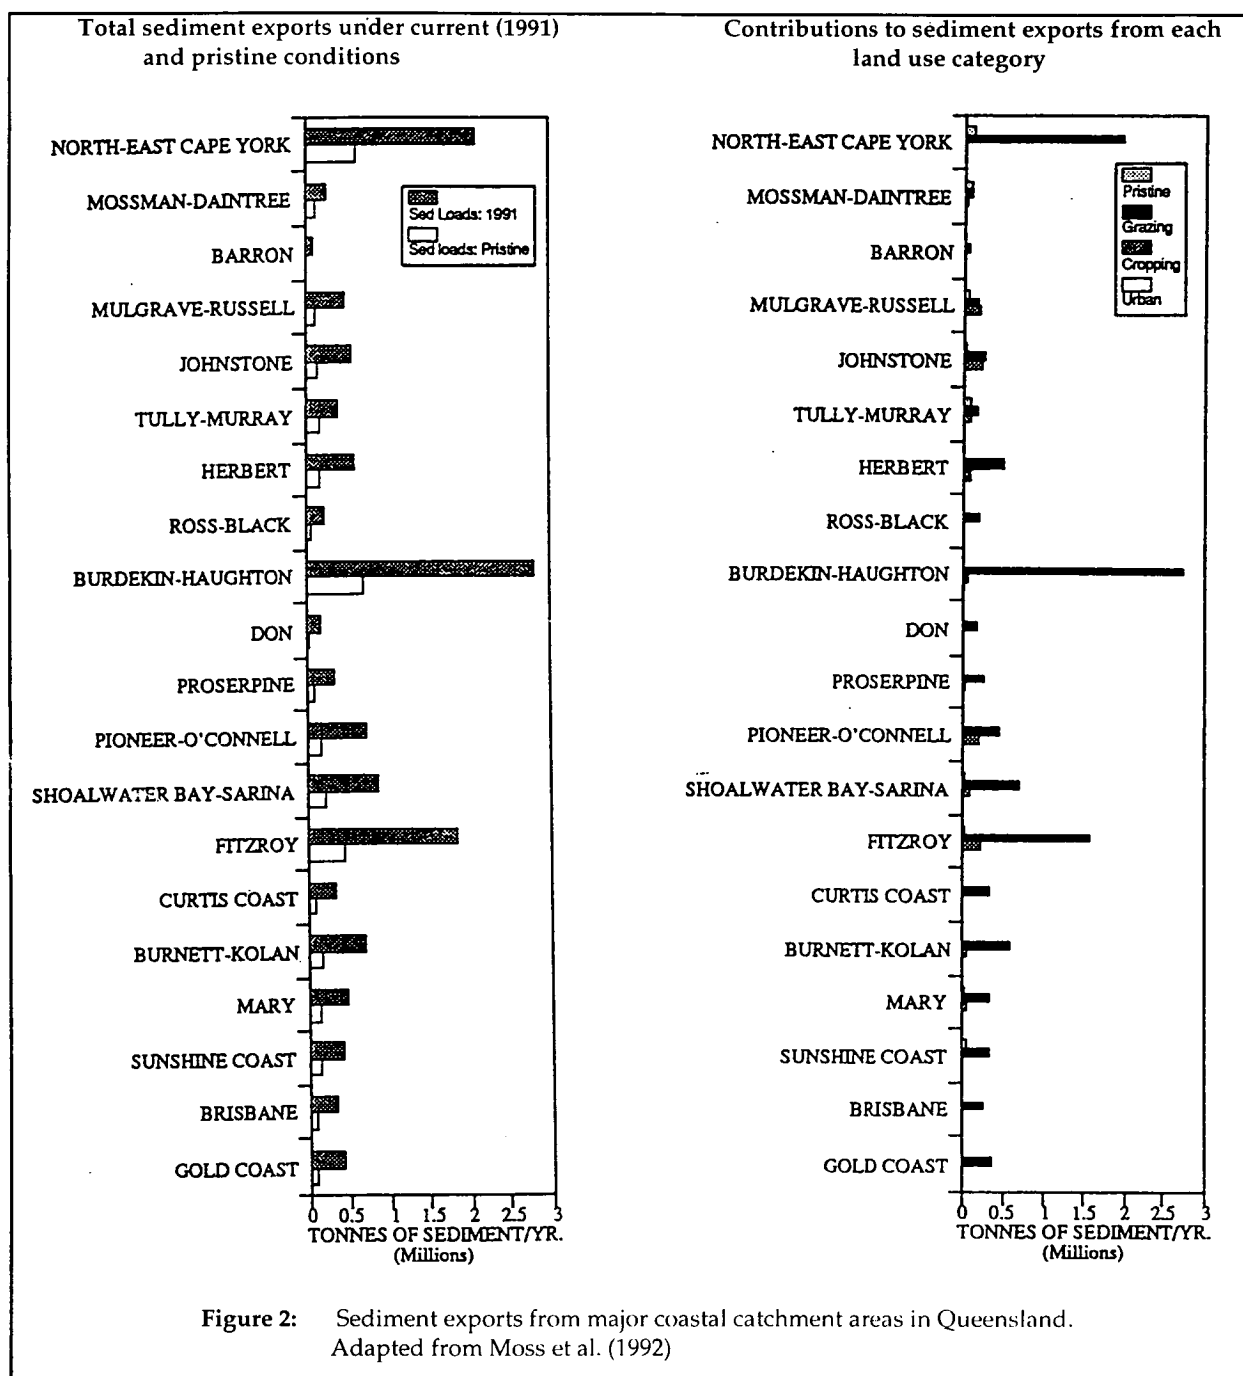 Total sediment exports under current (1991)
and pristine conditions
NORTH-EAST CAPE YORK
MOSSMAN-DAINTREE
BARRON
MULGRAVE-RUSSELL
JOHNSTONE
TULLY-MURRAY
HERBERT
ROSS-BLACK
BURDEKIN-HAUGHTON
DON
PROSERPINE
PIONEER-O'CONNELL
SHOALWATER BAY-SARINA
FITZROY
CURTIS COAST
BURNETT-KOLAN
MARY
SUNSHINE COAST
BRISBANE
GOLD COAST
Sed Loads: 1991
Sed loads: Pristine
0 0.5 1 1.5 2 2.5 3
TONNES OF SEDIMENT/YR.
(Millions)
Contributions to sediment exports from each
land use category
NORTH-EAST CAPE YORK
MOSSMAN-DAINTREE
BARRON
MULGRAVE-RUSSELL
JOHNSTONE
TULLY-MURRAY
HERBERT
ROSS-BLACK
BURDEKIN-HAUGHTON
DON
PROSERPINE
PIONEER-O'CONNELL
SHOALWATER BAY-SARINA
FITZROY
CURTIS COAST
BURNETT-KOLAN
MARY
SUNSHINE COAST
BRISBANE
GOLD COAST
Pristine
Grazing
Cropping
Urban
0 0.5 1 1.5 2 2.5 3
TONNES OF SEDIMENT/YR.
(Millions)
Figure 2: Sediment exports from major coastal catchment areas in Queensland.
Adapted from Moss et al. (1992)